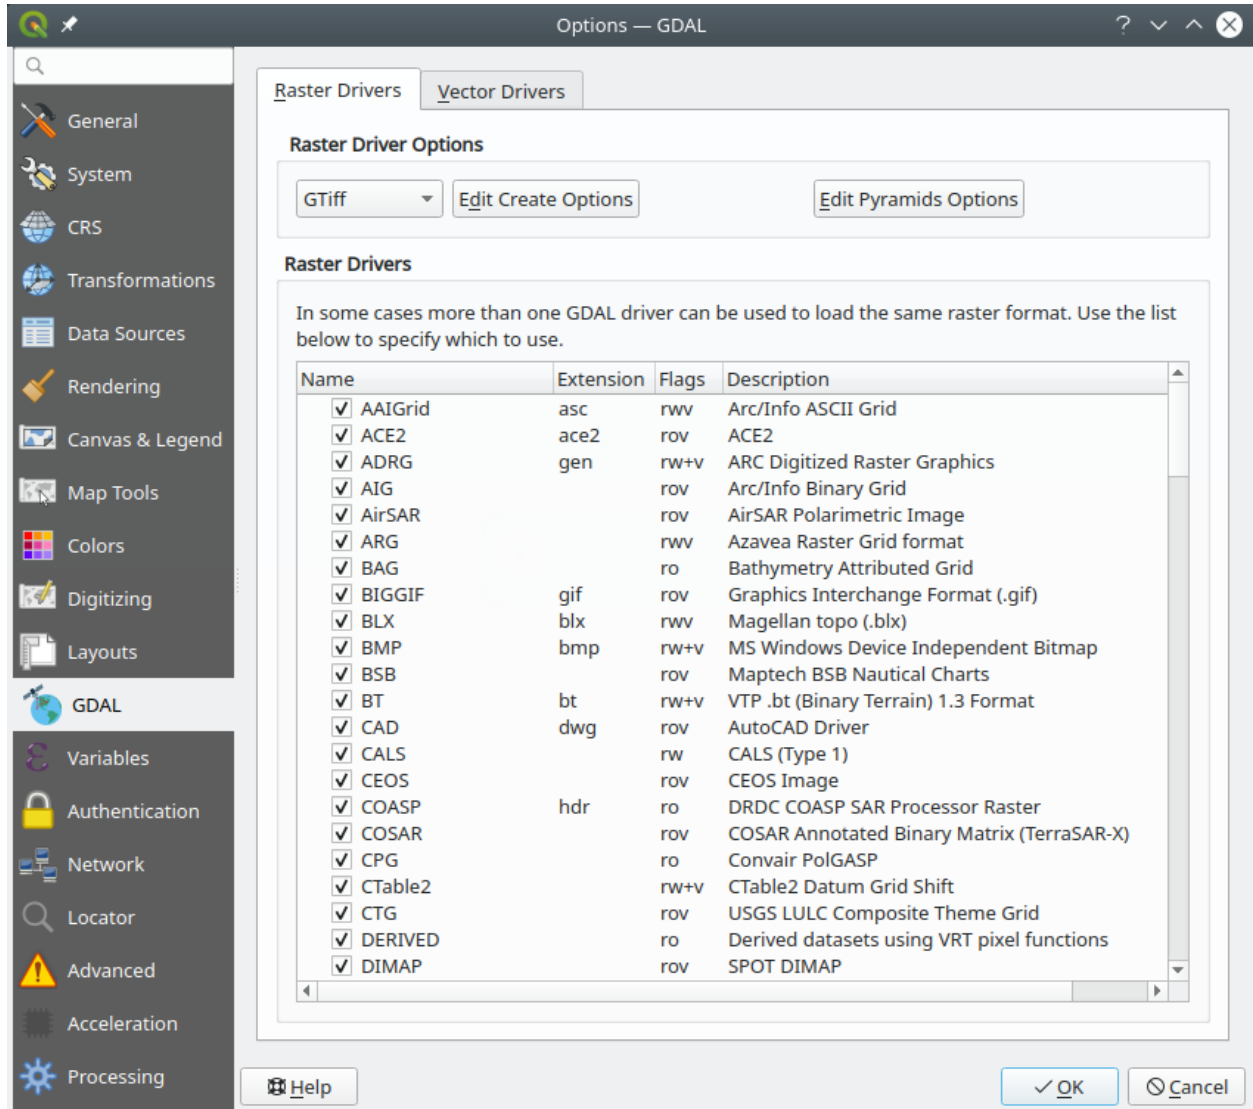 Options — GDAL
General
System
CRS
Transformations
Data Sources
Rendering
Canvas & Legend
Map Tools
Colors
Digitizing
Layouts
GDAL
Variables
Authentication
Network
Locator
Advanced
Acceleration
Processing
Raster Drivers Vector Drivers
Raster Driver Options
GTiff Edit Create Options Edit Pyramids Options
Raster Drivers
In some cases more than one GDAL driver can be used to load the same raster format. Use the list
below to specify which to use.
Name Extension Flags Description
AAIGrid asc rwv Arc/Info ASCII Grid
ACE2 ace2 rov ACE2
ADRG gen rw+v ARC Digitized Raster Graphics
AIG rov Arc/Info Binary Grid
AirSAR rov AirSAR Polarimetric Image
ARG rwv Azavea Raster Grid format
BAG ro Bathymetry Attributed Grid
BIGGIF gif rov Graphics Interchange Format (.gif)
BLX blx rwv Magellan topo (.blx)
BMP bmp rw+v MS Windows Device Independent Bitmap
BSB rov Maptech BSB Nautical Charts
BT bt rw+v VTP .bt (Binary Terrain) 1.3 Format
CAD dwg rov AutoCAD Driver
CALS rw CALS (Type 1)
CEOS rov CEOS Image
COASP hdr ro DRDC COASP SAR Processor Raster
COSAR rov COSAR Annotated Binary Matrix (TerraSAR-X)
CPG ro Convair PolGASP
CTable2 rw+v CTable2 Datum Grid Shift
CTG rov USGS LULC Composite Theme Grid
DERIVED ro Derived datasets using VRT pixel functions
DIMAP rov SPOT DIMAP
Help OK Cancel